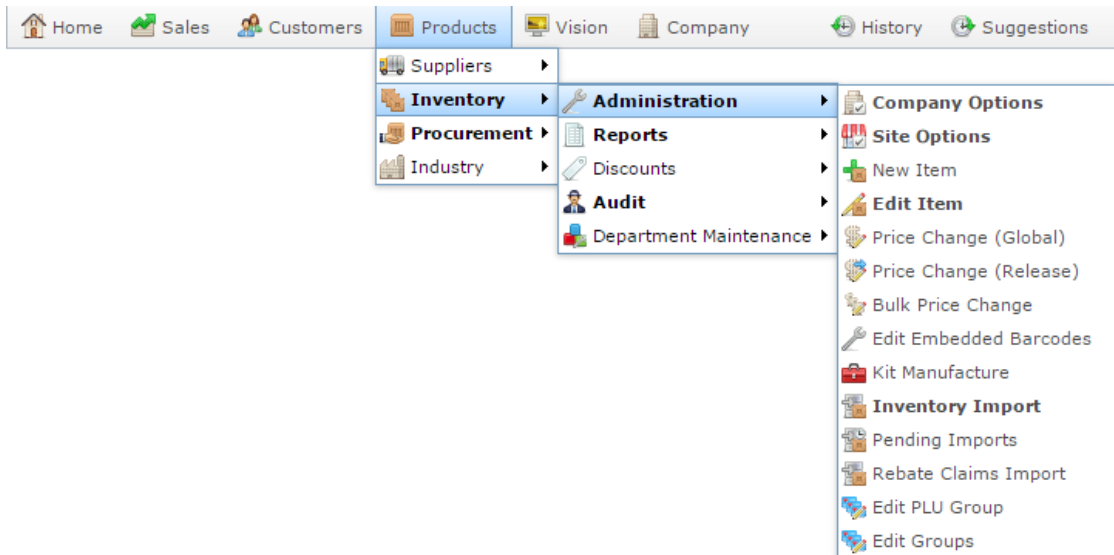 Home Sales Customers Products Vision Company History Suggestions
Suppliers
Inventory
Procurement
Industry
Administration
Reports
Discounts
Audit
Department Maintenance
Company Options
Site Options
New Item
Edit Item
Price Change (Global)
Price Change (Release)
Bulk Price Change
Edit Embedded Barcodes
Kit Manufacture
Inventory Import
Pending Imports
Rebate Claims Import
Edit PLU Group
Edit Groups